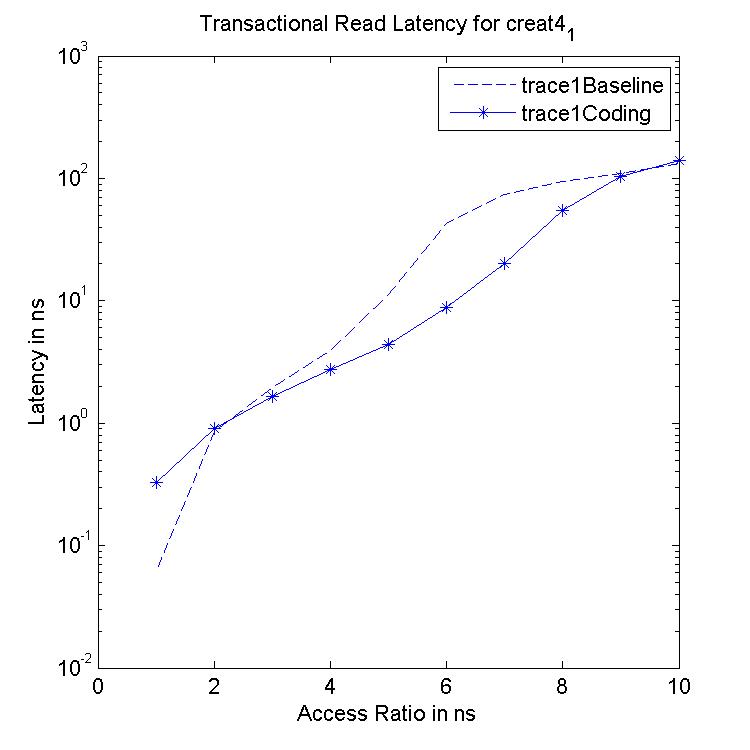 Transactional Read Latency for creat4_1
trace1Baseline
trace1Coding
10^3
10^2
10^1
10^0
10^-1
10^-2
Latency in ns
0 2 4 6 8 10
Access Ratio in ns